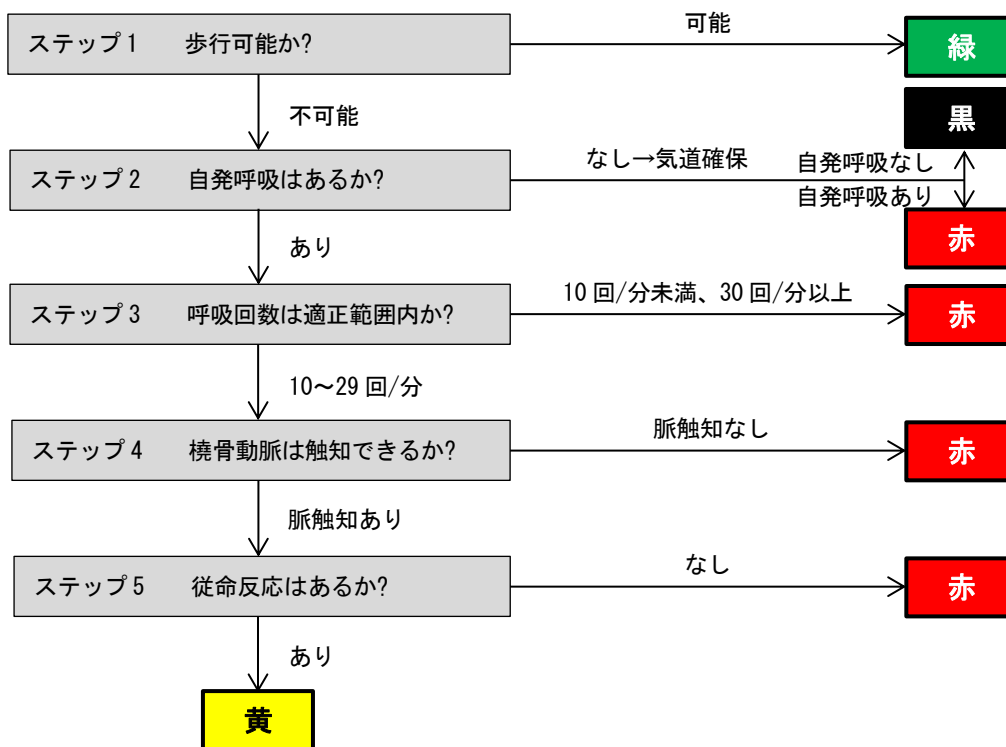 ステップ1 歩行可能か?
可能
緑
不可能
黒
ステップ2 自発呼吸はあるか?
なし→気道確保
自発呼吸なし
自発呼吸あり
赤
あり
ステップ3 呼吸回数は適正範囲内か?
10回/分未満、30回/分以上
赤
10～29回/分
ステップ4 橈骨動脈は触知できるか?
脈触知なし
赤
脈触知あり
ステップ5 従命反応はあるか?
なし
赤
あり
黄